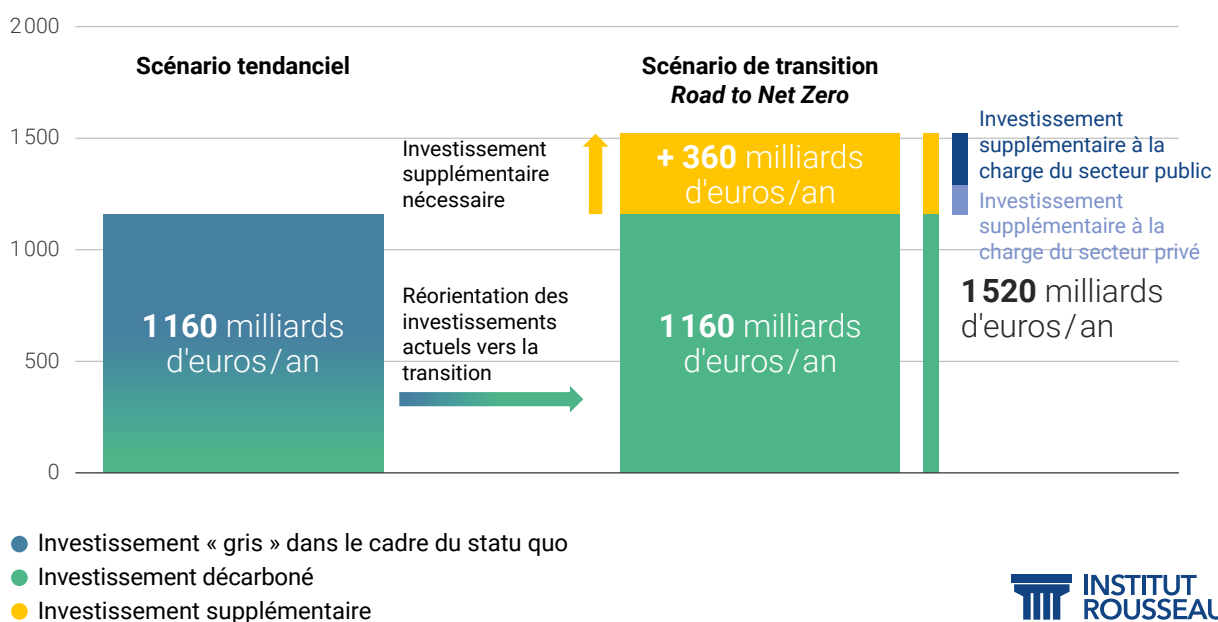 2 000
Scénario tendanciel
Scénario de transition
Road to Net Zero
1 500
Investissement
supplémentaire
nécessaire
+ 360 milliards
d'euros/an
Investissement
supplémentaire à la
charge du secteur public
Investissement
supplémentaire à la
charge du secteur privé
1 000
1 160 milliards
d'euros/an
Réorientation des
investissements
actuels vers la
transition
1 160 milliards
d'euros/an
1 520 milliards
d'euros/an
500
0
Investissement « gris » dans le cadre du statu quo
Investissement décarboné
Investissement supplémentaire
INSTITUT
ROUSSEAU